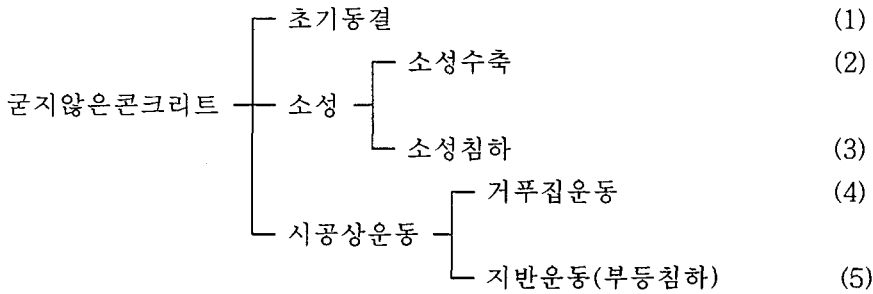 초기동결 (1)
소성수축 (2)
굳지않은콘크리트 소성
소성침하 (3)
거푸집운동 (4)
시공상운동
지반운동(부등침하) (5)